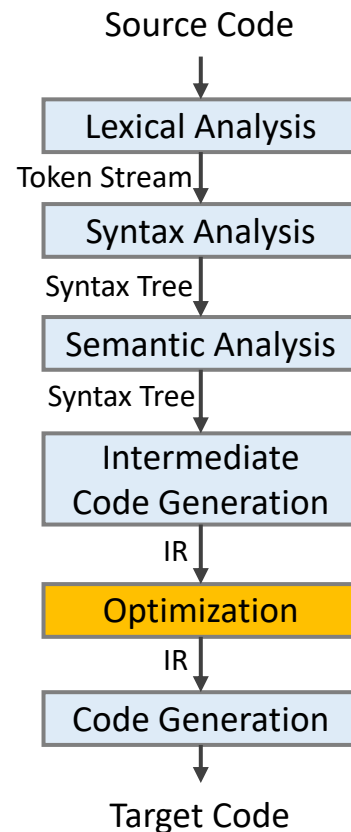 Source Code
Lexical Analysis
Token Stream
Syntax Analysis
Syntax Tree
Semantic Analysis
Syntax Tree
Intermediate
Code Generation
IR
Optimization
IR
Code Generation
Target Code